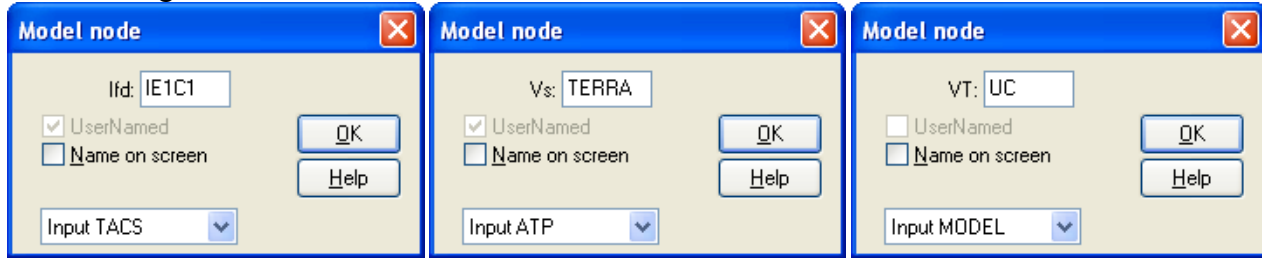 Model node
Ifd: IE1C1
UserNamed
Name on screen
OK
Help
Input TACS
Model node
Vs: TERRA
UserNamed
Name on screen
OK
Help
Input ATP
Model node
VT: UC
UserNamed
Name on screen
OK
Help
Input MODEL